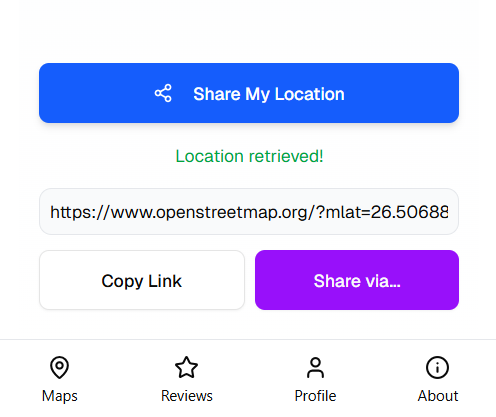 Share My Location
Location retrieved!
https://www.openstreetmap.org/?mlat=26.50688
Copy Link
Share via...
Maps
Reviews
Profile
About